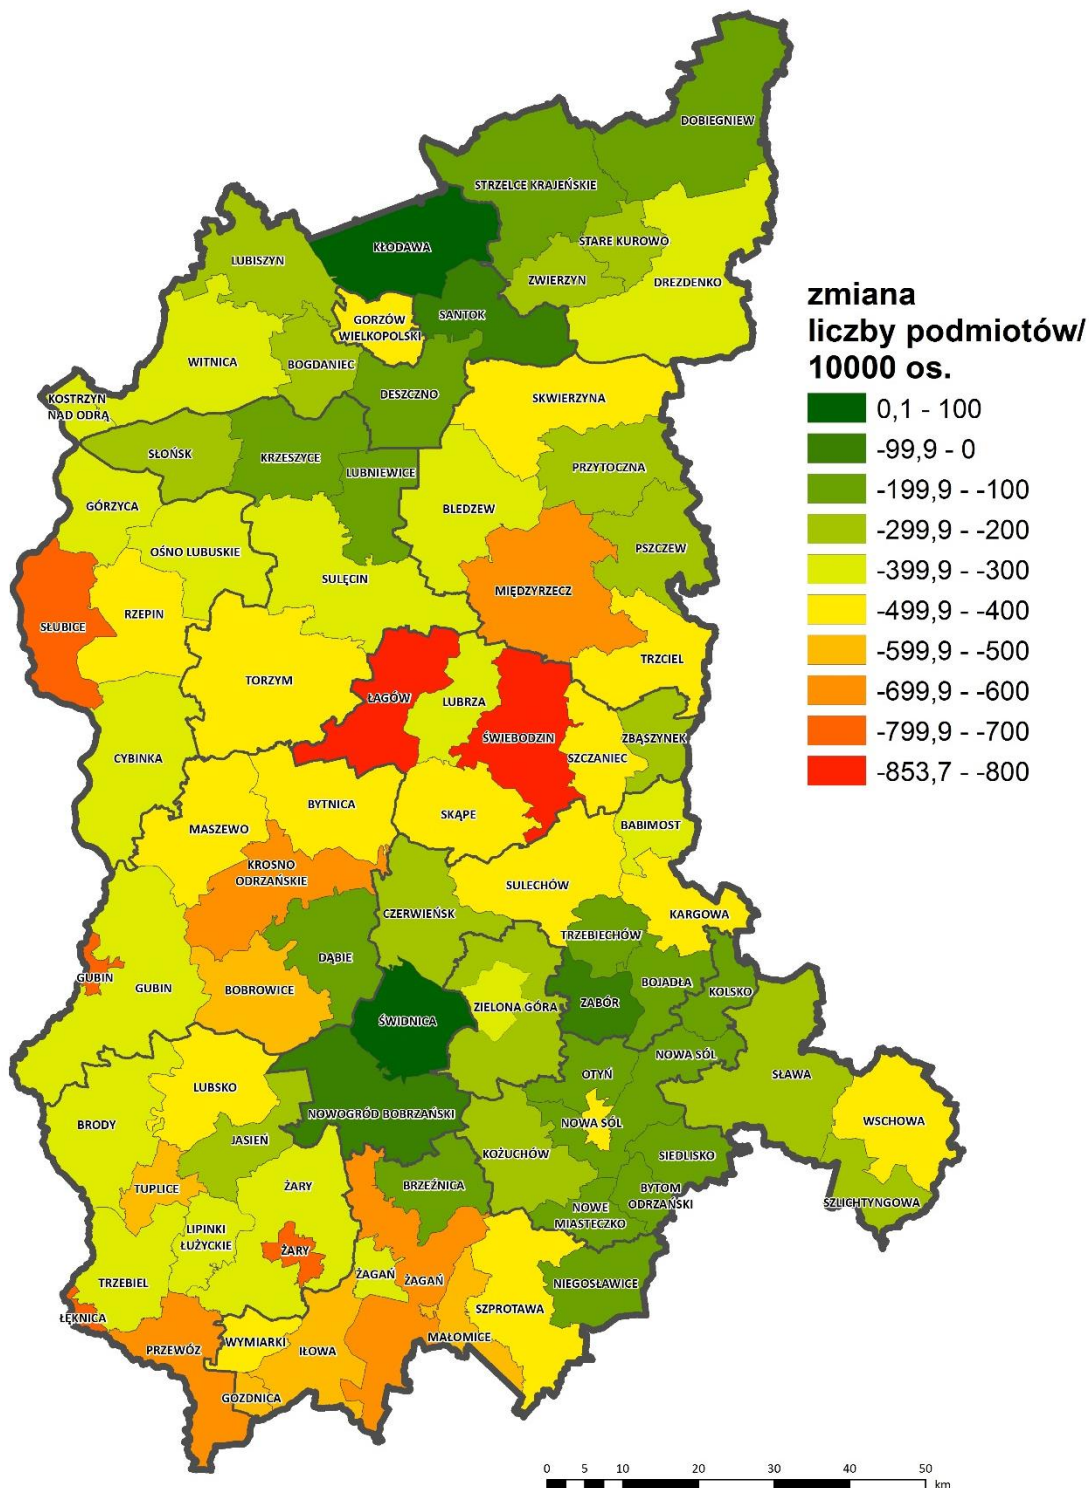 DOBIEGNIEW
STRZELCE KRAJEŃSKIE
STARE KUROWO
KŁODAWA
LUBISZYN
ZWIERZYN
DREZDENKO
SANTOK
GORZÓW
WIELKOPOLSKI
WITNICA
BOGDANIEC
DESZCZNO
KOSTRZYN
NAD ODRĄ
SKWIERZYNA
SŁOŃSK
KRZESZYCE
LUBNIEWICE
PRZYTOCZNA
GÓRZYCA
BLEDZEW
OŚNO LUBUSKIE
PSZCZEW
SULĘCIN
MIĘDZYRZECZ
RZEPIN
SŁUBICE
TRZCIEL
TORZYM
ŁAGÓW
LUBRZA
ŚWIEBODZIN
ZBĄSZYNEK
CYBINKA
SZCZANIEC
BYTNICA
SKĄPE
BABIMOST
MASZEWO
KROSNO
ODRZAŃSKIE
SULECHÓW
CZERWIEŃSK
KARGOWA
TRZEBIECHÓW
DĄBIE
GUBIN
GUBIN
BOBROWICE
BOJADŁA
KOLSKO
ZIELONA GÓRA
ZABÓR
ŚWIDNICA
NOWA SÓL
OTYŃ
SŁAWA
LUBSKO
NOWOGRÓD BOBRZAŃSKI
NOWA SÓL
WSCHOWA
BRODY
JASIEŃ
KOŻUCHÓW
SIEDLISKO
TUPLICE
ŻARY
BRZEŹNICA
BYTOM
ODRZAŃSKI
SZLICHTYNGOWA
NOWE
MIASTECZKO
LIPINKI
ŁUŻYCKIE
ŻARY
TRZEBIEL
ŻAGAŃ
ŻAGAŃ
NIEGOSŁAWICE
SZPROTAWA
ŁĘKNICA
MAŁOMICE
PRZEWÓZ
WYMIARKI
IŁOWA
GOZDNICA
zmiana
liczby podmiotów/
10000 os.
0,1 - 100
-99,9 - 0
-199,9 - -100
-299,9 - -200
-399,9 - -300
-499,9 - -400
-599,9 - -500
-699,9 - -600
-799,9 - -700
-853,7 - -800
0 5 10 20 30 40 50
km